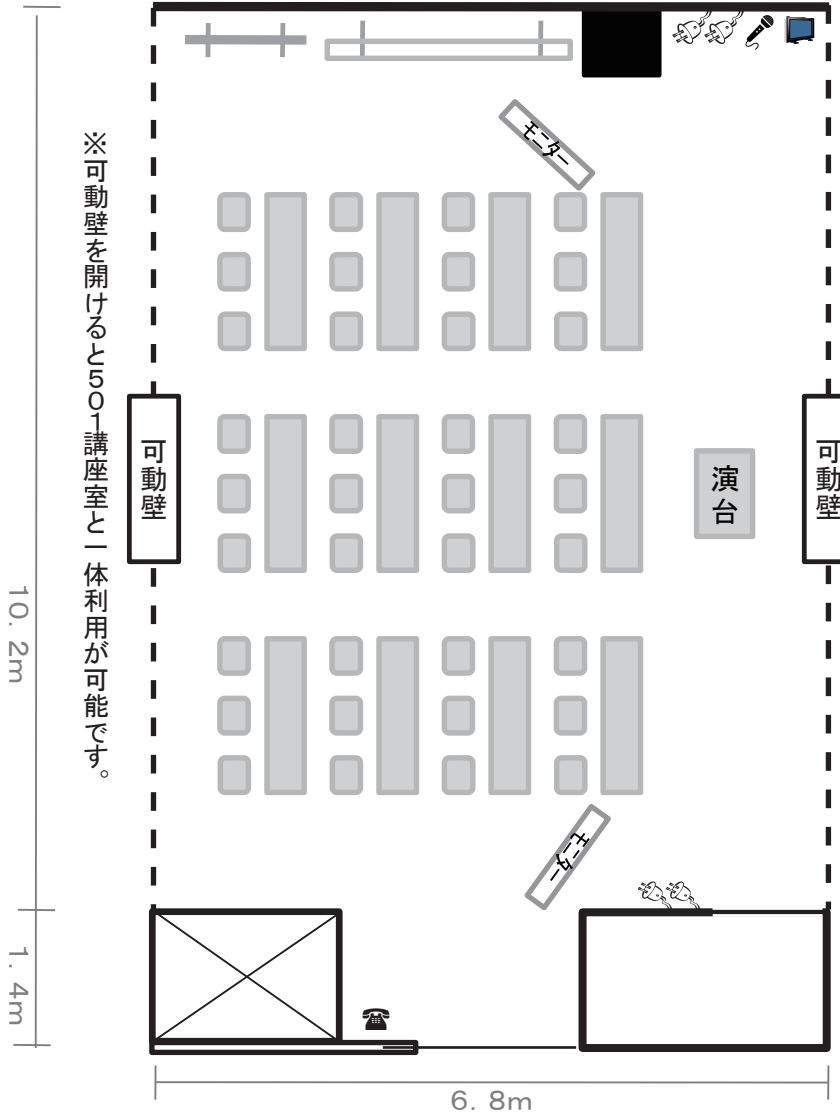 モニター
※可動壁を開けると501講座室と一体利用が可能です。
可動壁
演台
可動壁
10. 2m
モニター
1. 4m
6. 8m